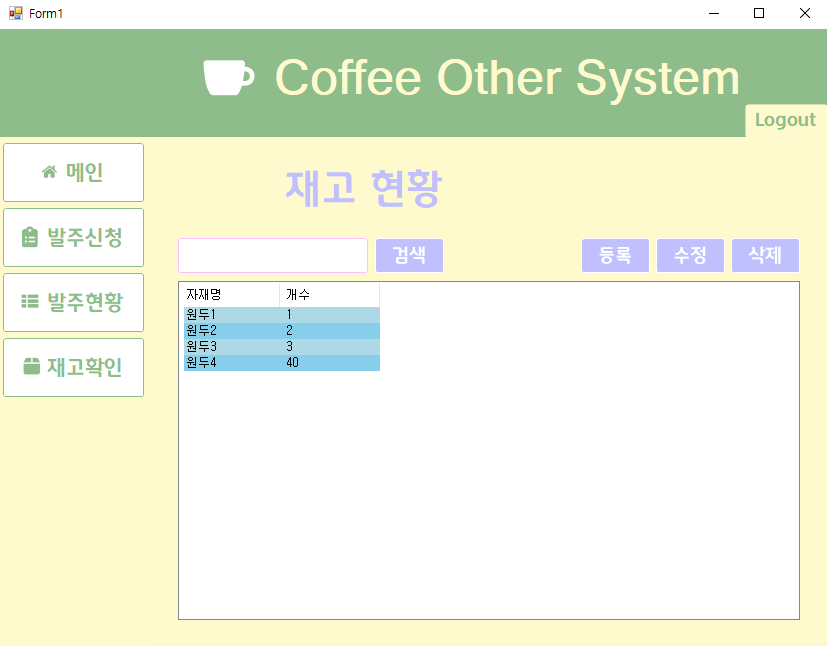 Form1
Coffee Other System
Logout
메인
발주신청
발주현황
재고확인
재고 현황
검색 등록 수정 삭제
자재명 개수
원두1 1
원두2 2
원두3 3
원두4 40